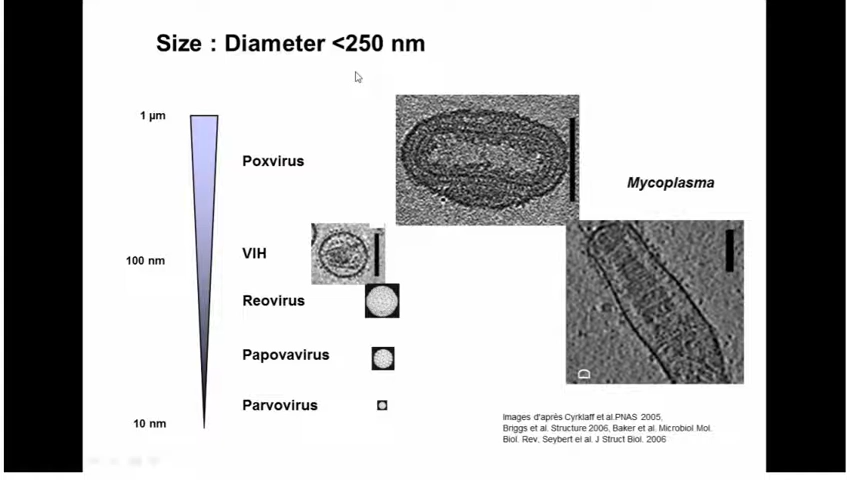 Size : Diameter <250 nm
1 µm
Poxvirus
Mycoplasma
VIH
100 nm
Reovirus
Papovavirus
D
Parvovirus
10 nm
Images d'après Cyrklaff et al.PNAS 2005,
Briggs et al. Structure 2006, Baker et al. Microbiol Mol.
Biol. Rev, Seybert el al. J Struct Biol. 2006